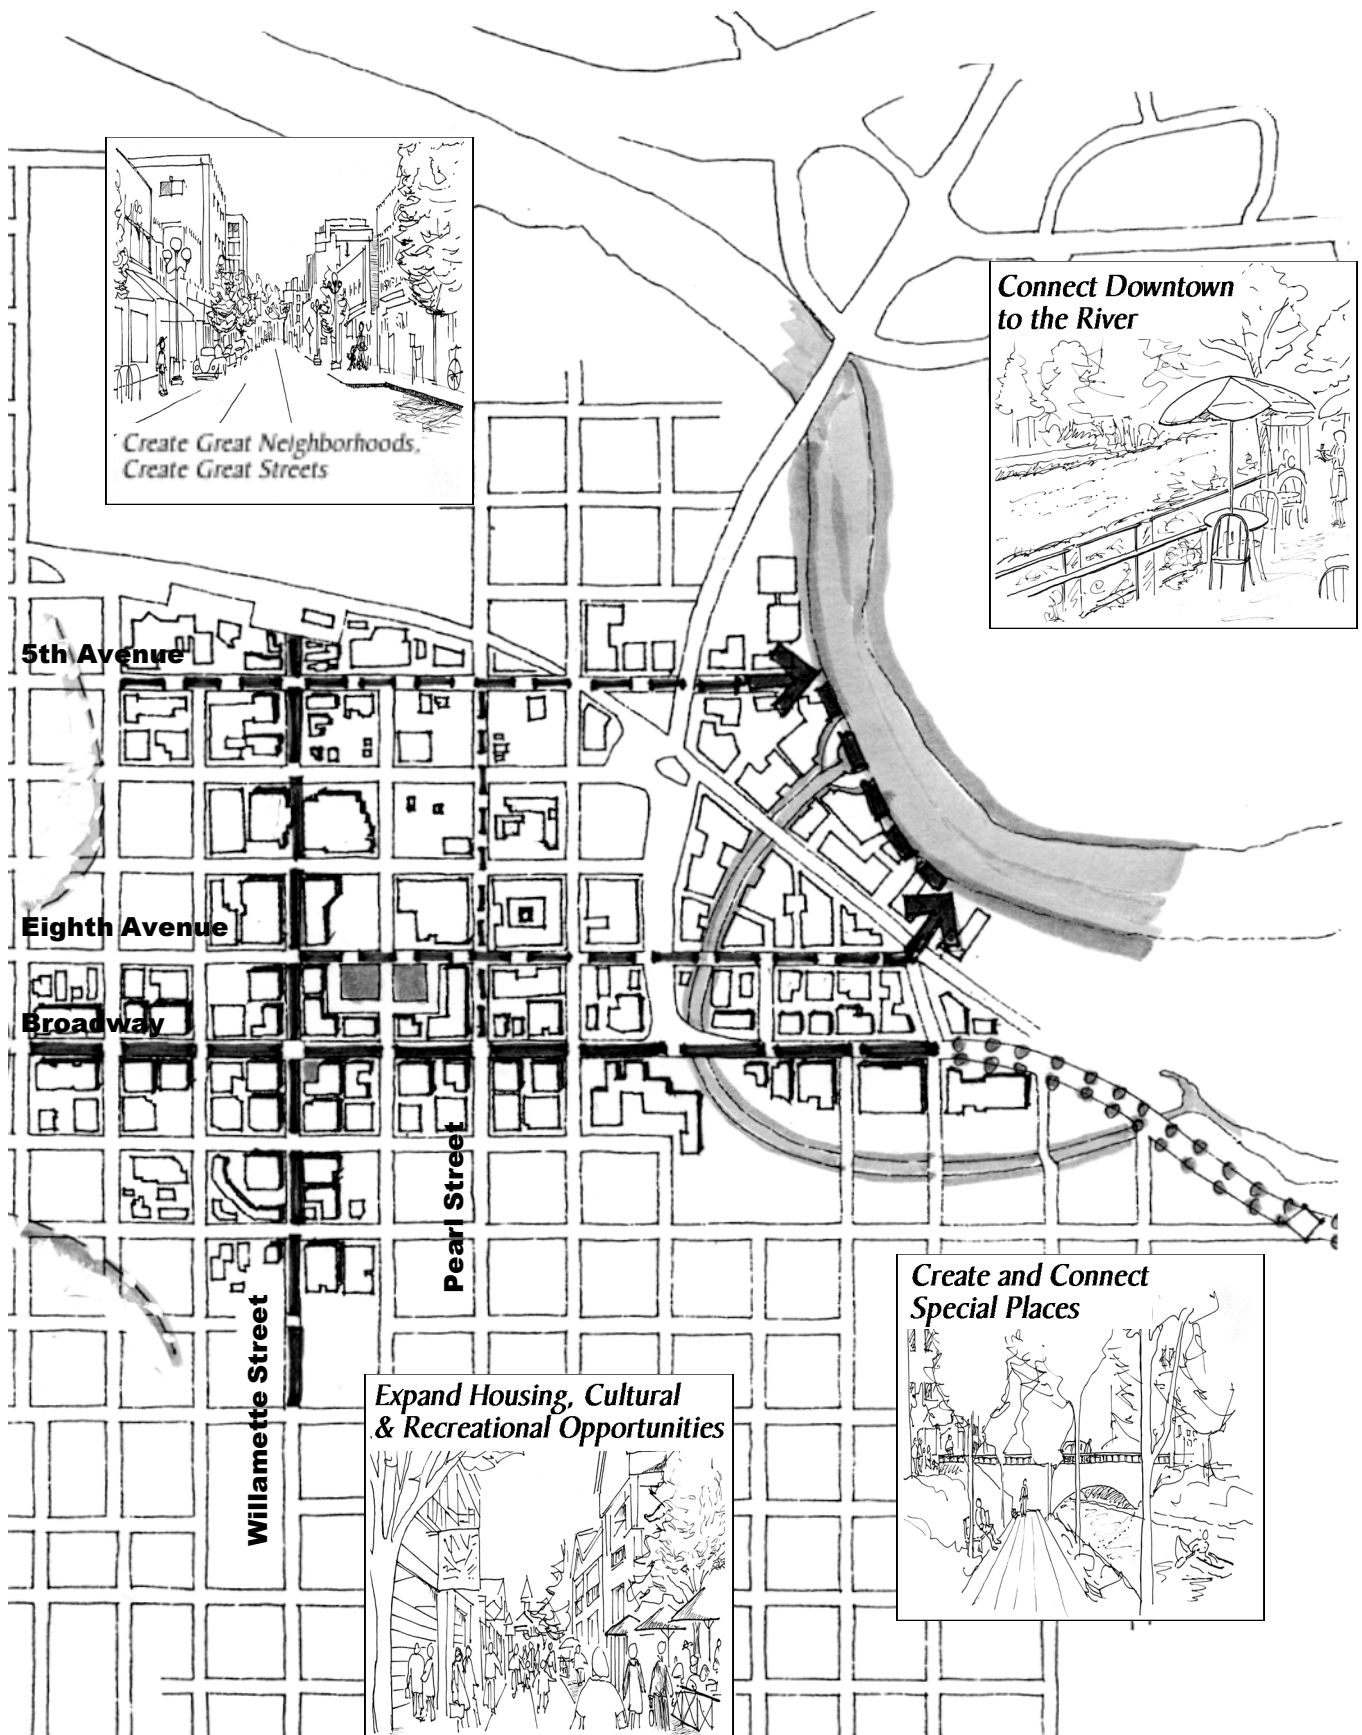 Connect Downtown
to the River
Create Great Neighborhoods,
Create Great Streets
5th Avenue
Eighth Avenue
Broadway
Pearl Street
Willamette Street
Create and Connect
Special Places
Expand Housing, Cultural
& Recreational Opportunities